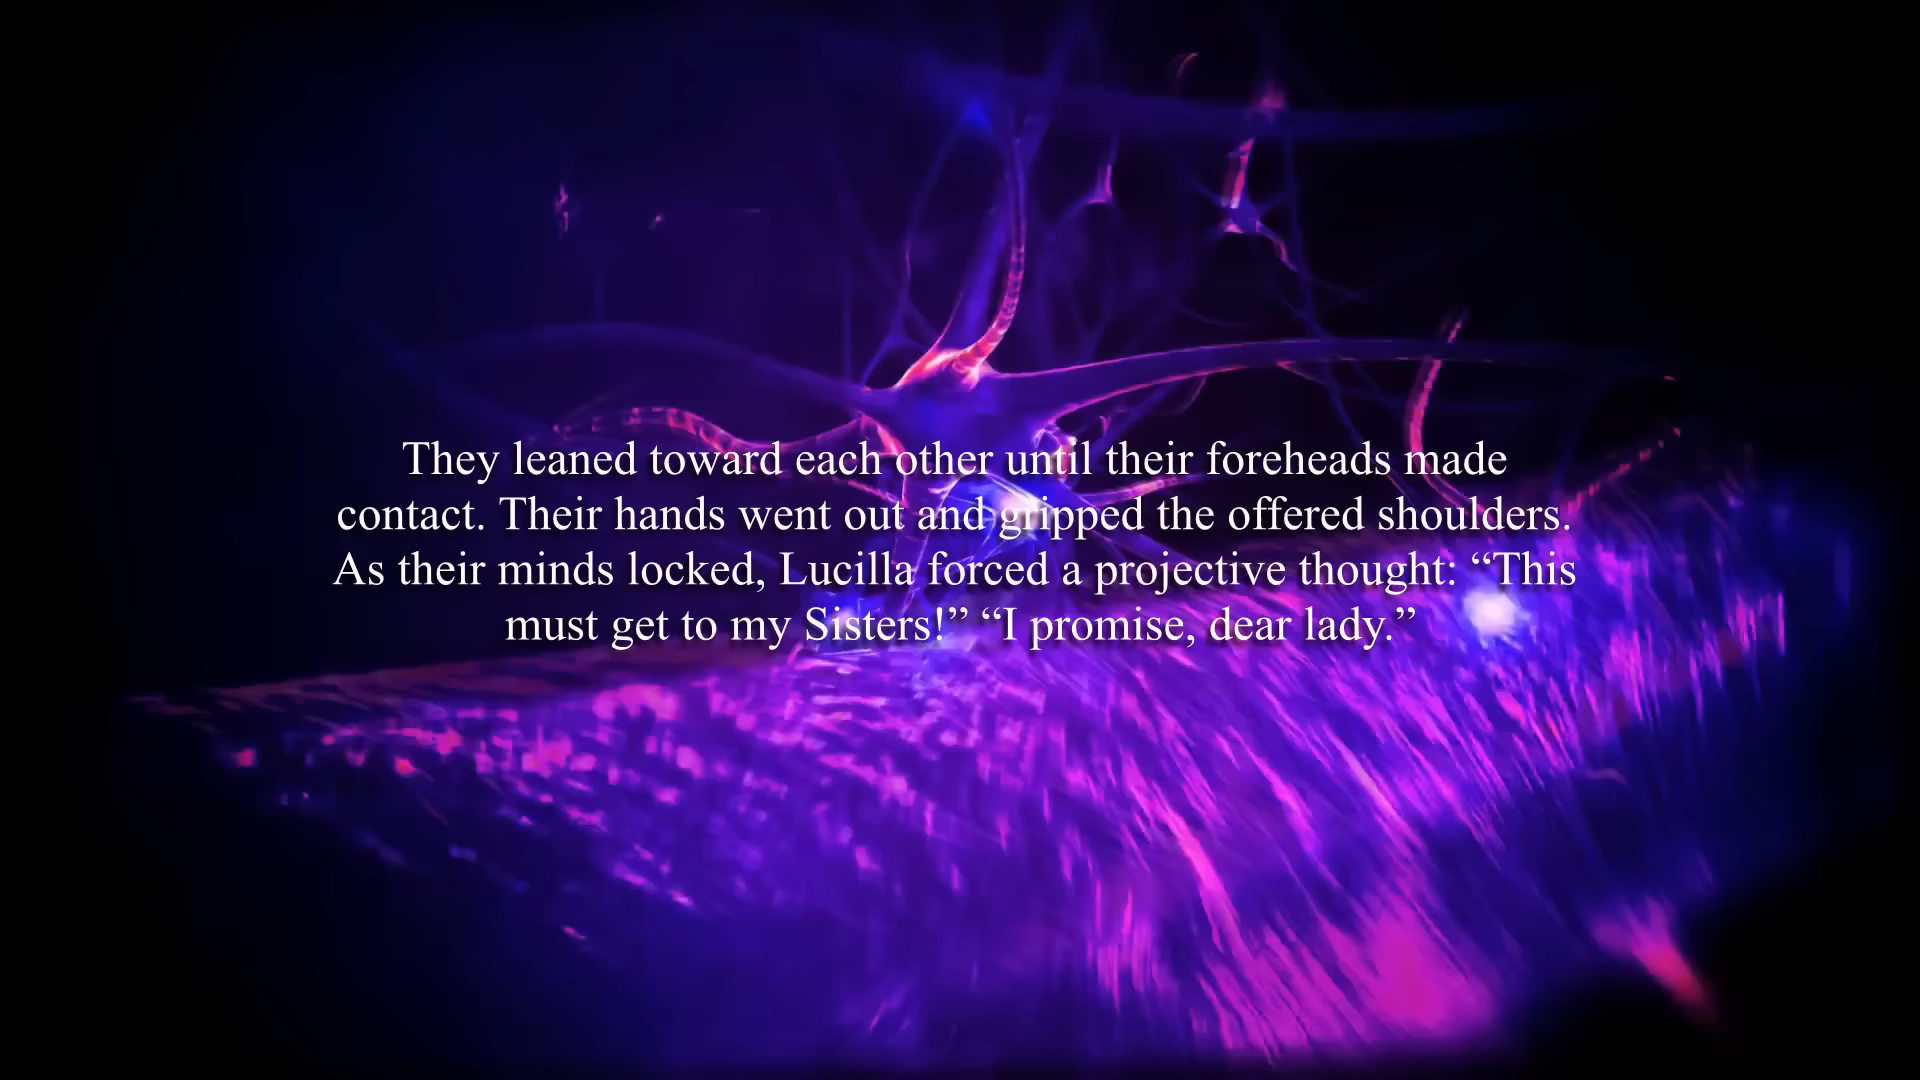 They leaned toward each other until their foreheads made
contact. Their hands went out and gripped the offered shoulders.
As their minds locked, Lucilla forced a projective thought: “This
must get to my Sisters!” “I promise, dear lady.”